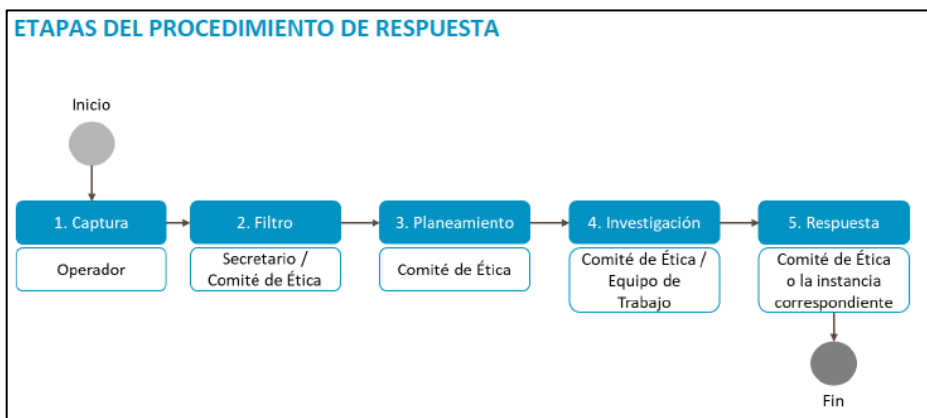 ETAPAS DEL PROCEDIMIENTO DE RESPUESTA
Inicio
1. Captura
Operador
2. Filtro
Secretario /
Comité de Ética
3. Planeamiento
Comité de Ética
4. Investigación
Comité de Ética /
Equipo de
Trabajo
5. Respuesta
Comité de Ética
o la instancia
correspondiente
Fin